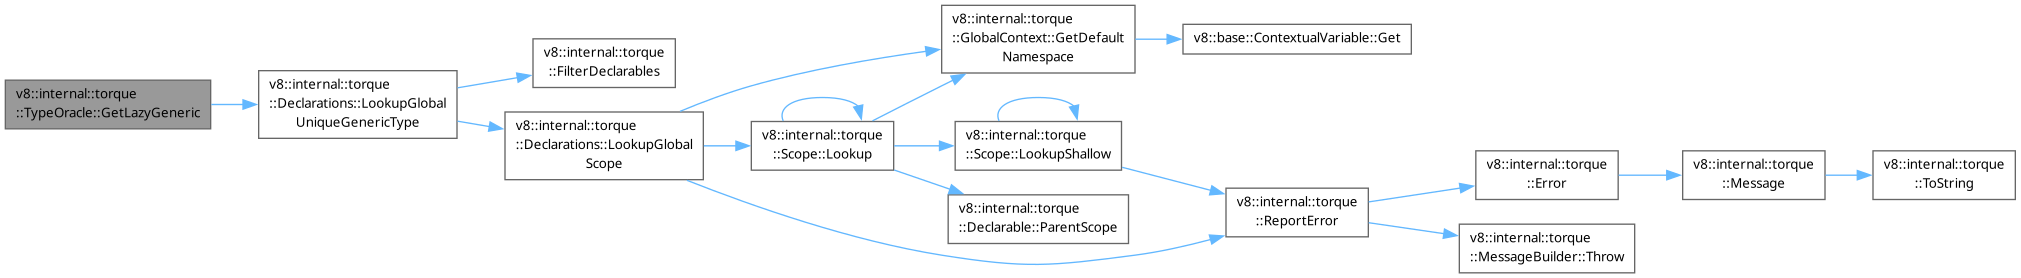 v8::internal::torque
::TypeOracle::GetLazyGeneric
v8::internal::torque
::Declarations::LookupGlobal
UniqueGenericType
v8::internal::torque
::FilterDeclarables
v8::internal::torque
::Declarations::LookupGlobal
Scope
v8::internal::torque
::GlobalContext::GetDefault
Namespace
v8::base::ContextualVariable::Get
v8::internal::torque
::Scope::Lookup
v8::internal::torque
::Scope::LookupShallow
v8::internal::torque
::Declarable::ParentScope
v8::internal::torque
::ReportError
v8::internal::torque
::Error
v8::internal::torque
::Message
v8::internal::torque
::ToString
v8::internal::torque
::MessageBuilder::Throw